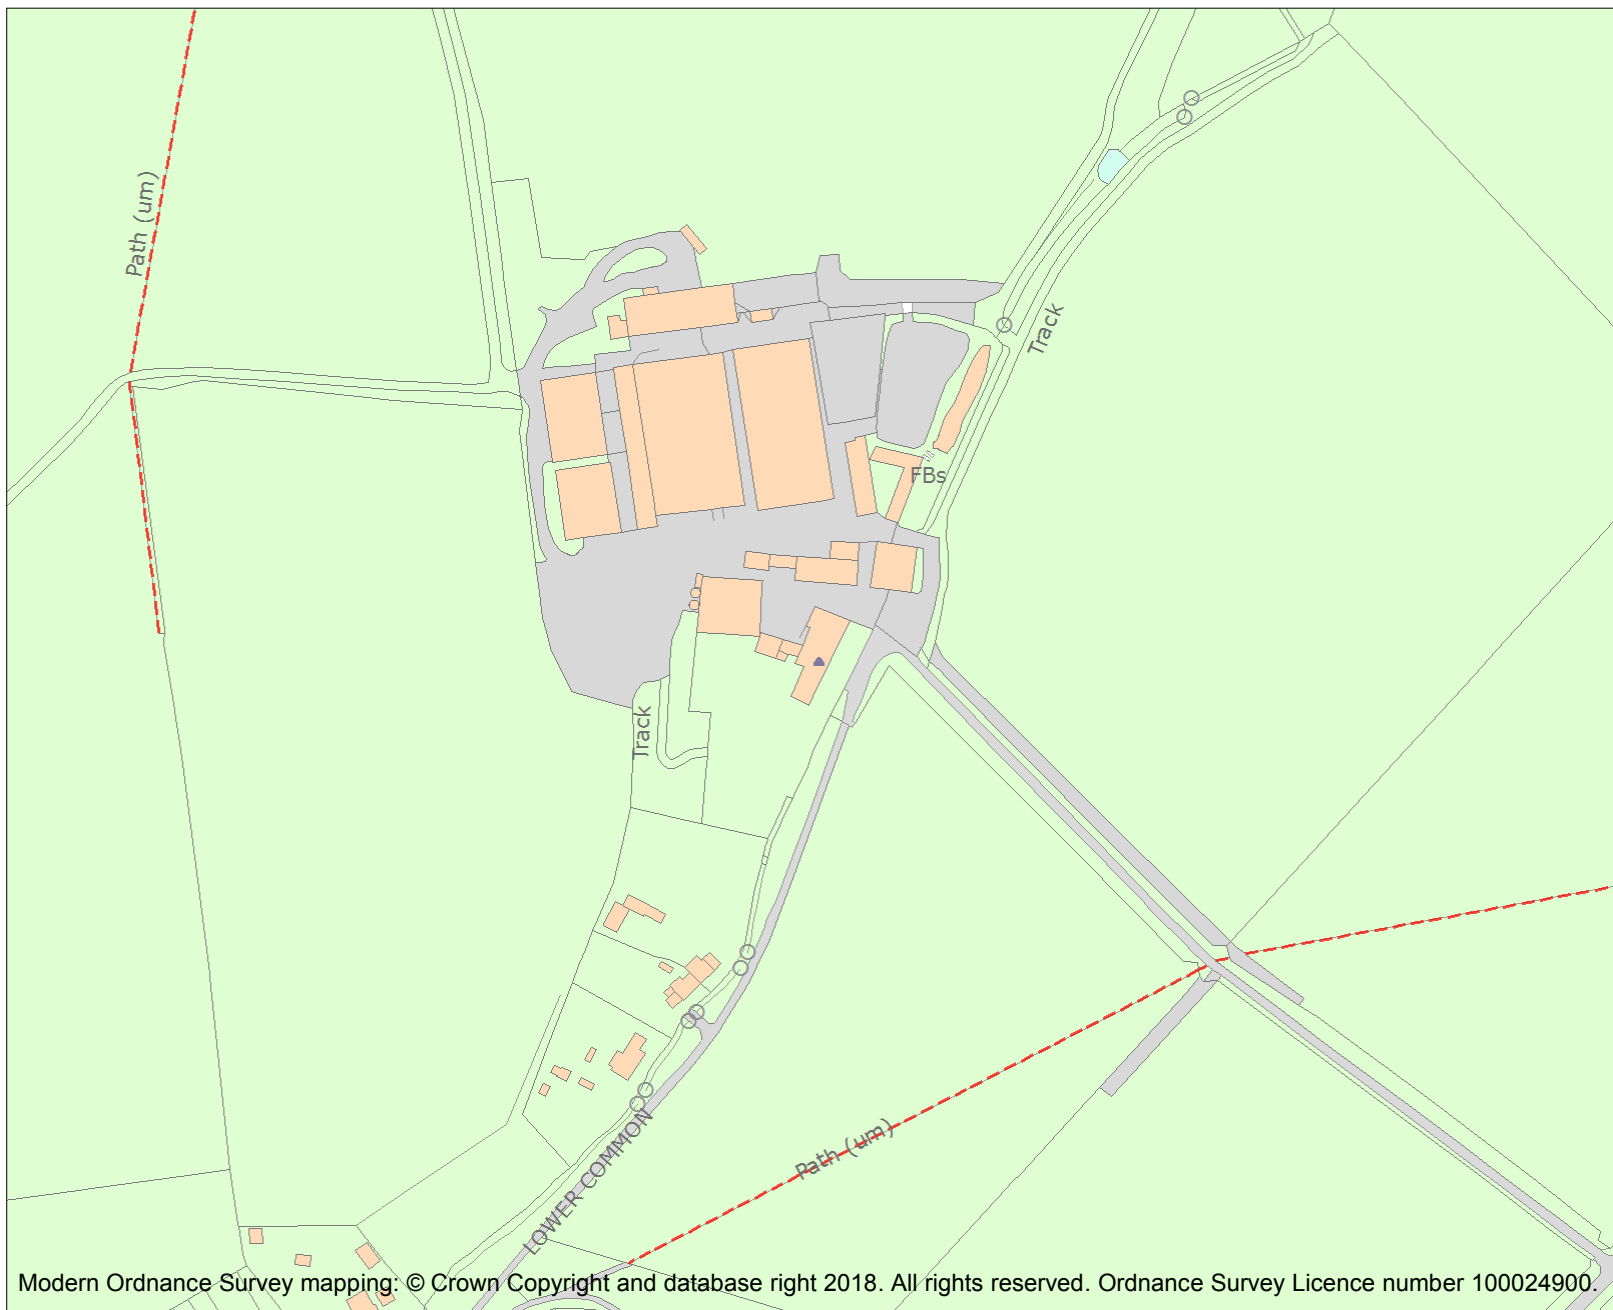 Path (um)
Track
FBs
Track
Path (um)
LOWER COMMON
Modern Ordnance Survey mapping: © Crown Copyright and database right 2018. All rights reserved. Ordnance Survey Licence number 100024900.